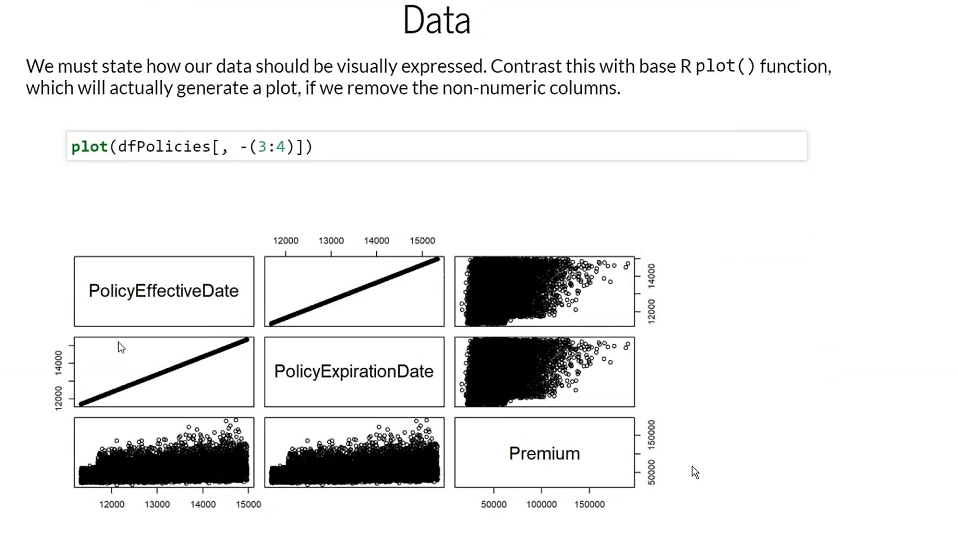 Data
We must state how our data should be visually expressed. Contrast this with base R plot() function,
which will actually generate a plot, if we remove the non-numeric columns.
plot(dfPolicies[, -(3:4)])
12000 13000 14000 15000
PolicyEffectiveDate
12000 14000
12000 14000
PolicyExpirationDate
Premium
50000 150000
12000 13000 14000 15000
50000 100000 150000